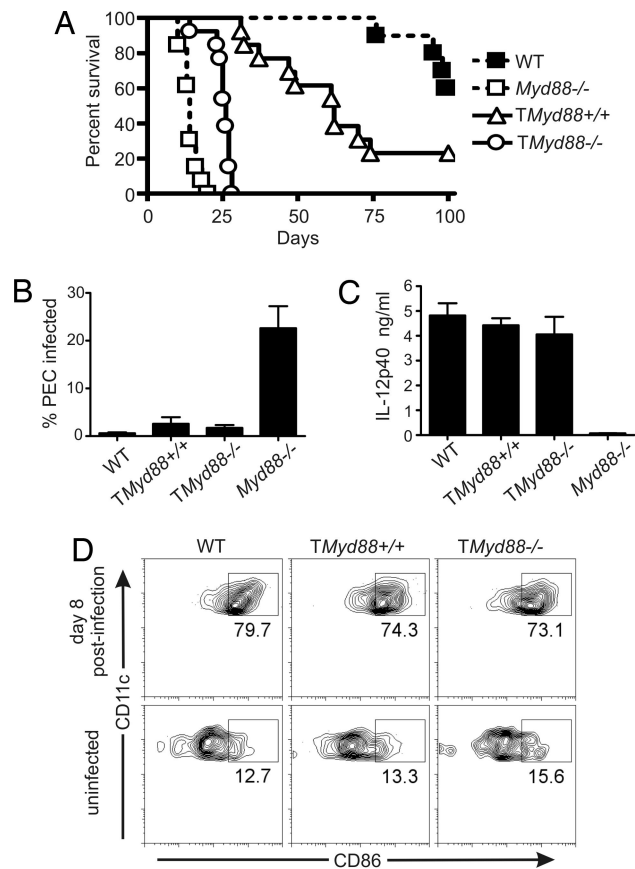 A
Percent survival
100
80
60
40
20
0
0 25 50 75 100
Days
WT
Myd88-/-
TMyd88+/+
TMyd88-/-
B
% PEC infected
30
20
10
0
WT
TMyd88+/+
TMyd88-/-
Myd88-/-
C
IL-12p40 ng/ml
6
5
4
3
2
1
0
WT
TMyd88+/+
TMyd88-/-
Myd88-/-
D
WT TMyd88+/+ TMyd88-/-
day 8
post-infection
79.7 74.3 73.1
CD11c
uninfected
12.7 13.3 15.6
CD86